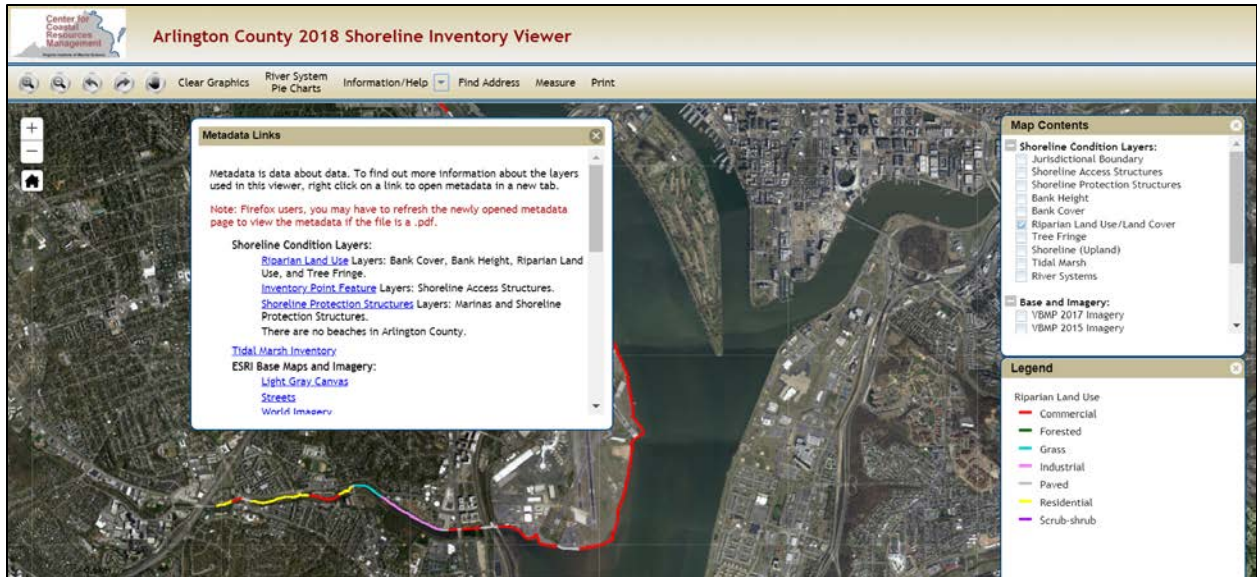 Center for
Coastal
Resources
Management
Arlington County 2018 Shoreline Inventory Viewer
Clear Graphics
River System
Pie Charts
Information/Help
Find Address
Measure
Print
+
−
Metadata Links
Metadata is data about data. To find out more information about the layers
used in this viewer, right click on a link to open metadata in a new tab.
Note: Firefox users, you may have to refresh the newly opened metadata
page to view the metadata if the file is a .pdf.
Shoreline Condition Layers:
Riparian Land Use Layers: Bank Cover, Bank Height, Riparian Land
Use, and Tree Fringe.
Inventory Point Feature Layers: Shoreline Access Structures.
Shoreline Protection Structures Layers: Marinas and Shoreline
Protection Structures.
There are no beaches in Arlington County.
Tidal Marsh Inventory
ESRI Base Maps and Imagery:
Light Gray Canvas
Streets
World Imagery
Map Contents
Shoreline Condition Layers:
Jurisdictional Boundary
Shoreline Access Structures
Shoreline Protection Structures
Bank Height
Bank Cover
Riparian Land Use/Land Cover
Tree Fringe
Shoreline (Upland)
Tidal Marsh
River Systems
Base and Imagery:
VBMP 2017 Imagery
VBMP 2015 Imagery
Legend
Riparian Land Use
Commercial
Forested
Grass
Industrial
Paved
Residential
Scrub-shrub